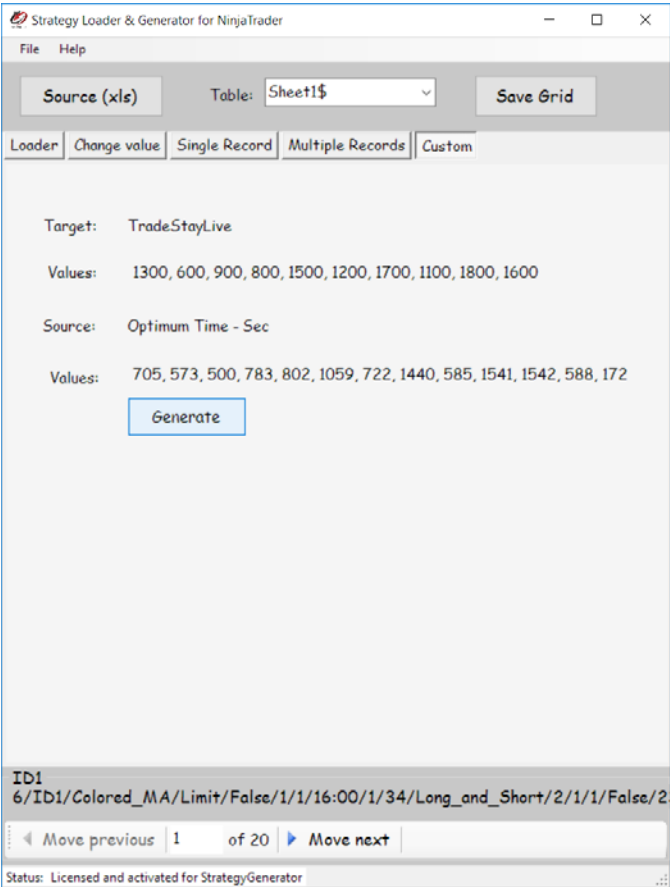 Strategy Loader & Generator for NinjaTrader
File Help
Source (xls) Table: Sheet1$ Save Grid
Loader Change value Single Record Multiple Records Custom
Target: TradeStayLive
Values: 1300, 600, 900, 800, 1500, 1200, 1700, 1100, 1800, 1600
Source: Optimum Time - Sec
Values: 705, 573, 500, 783, 802, 1059, 722, 1440, 585, 1541, 1542, 588, 172
Generate
ID1
6/ID1/Colored_MA/Limit/False/1/1/16:00/1/34/Long_and_Short/2/1/1/False/2
Move previous 1 of 20 Move next
Status: Licensed and activated for StrategyGenerator